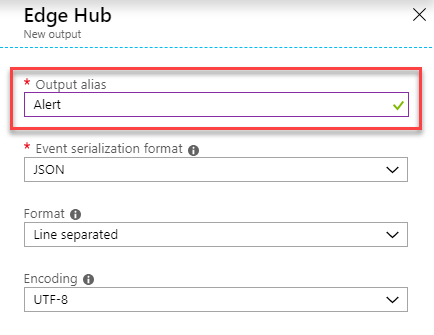 Edge Hub
New output
* Output alias
Alert
* Event serialization format
JSON
Format
Line separated
Encoding
UTF-8